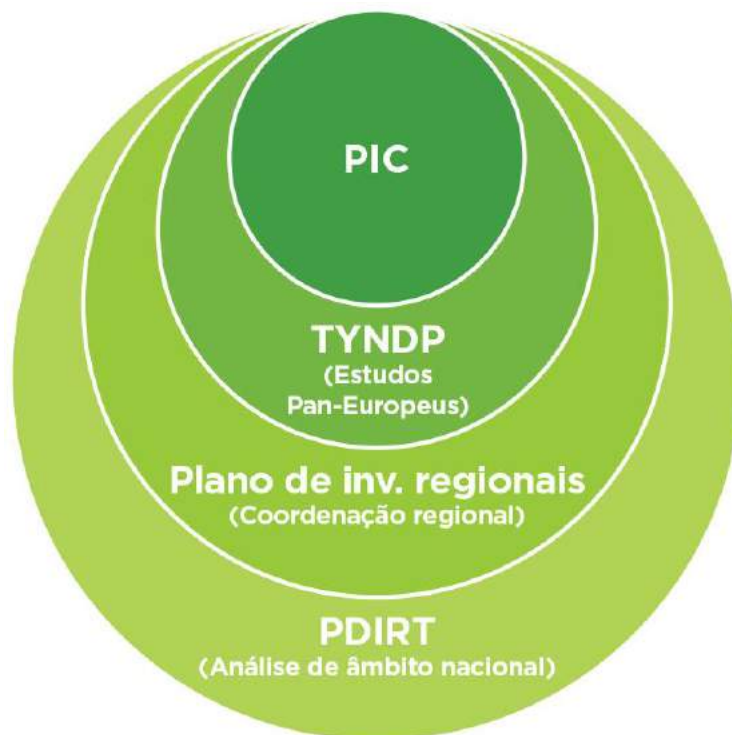 PIC
TYNDP
(Estudos
Pan-Europeus)
Plano de inv. regionais
(Coordenação regional)
PDIRT
(Análise de âmbito nacional)